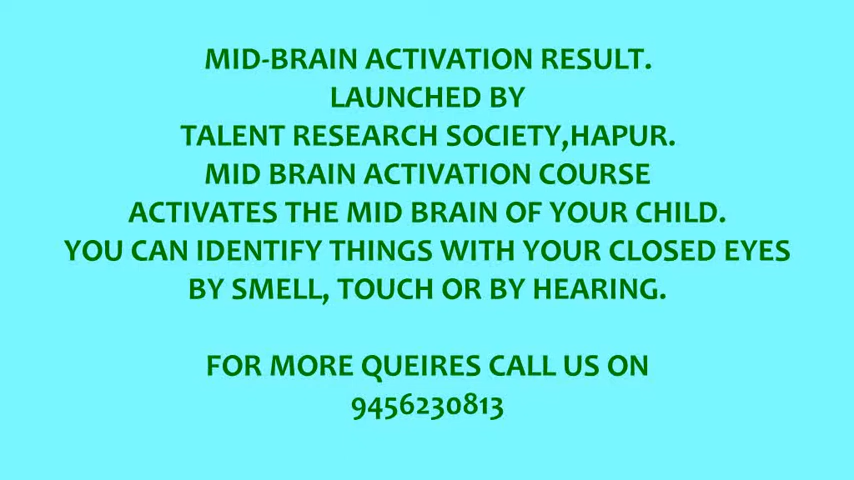 MID-BRAIN ACTIVATION RESULT.
LAUNCHED BY
TALENT RESEARCH SOCIETY,HAPUR.
MID BRAIN ACTIVATION COURSE
ACTIVATES THE MID BRAIN OF YOUR CHILD.
YOU CAN IDENTIFY THINGS WITH YOUR CLOSED EYES
BY SMELL, TOUCH OR BY HEARING.
FOR MORE QUEIRES CALL US ON
9456230813